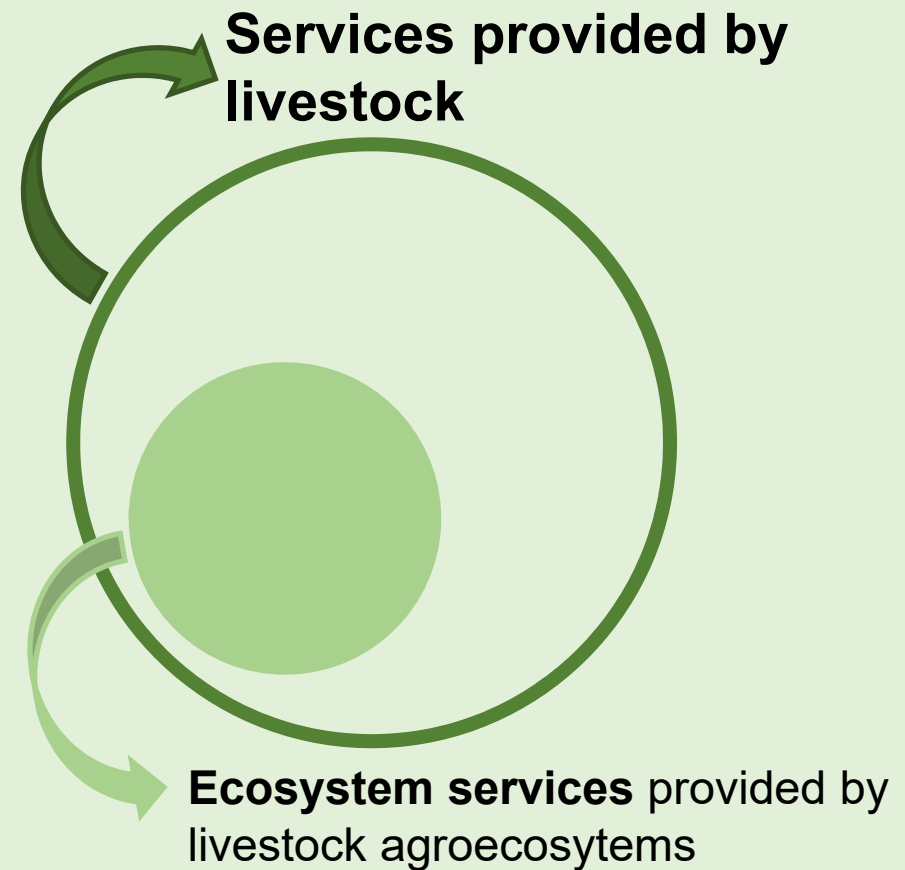 Services provided by
livestock
Ecosystem services provided by
livestock agroecosytems